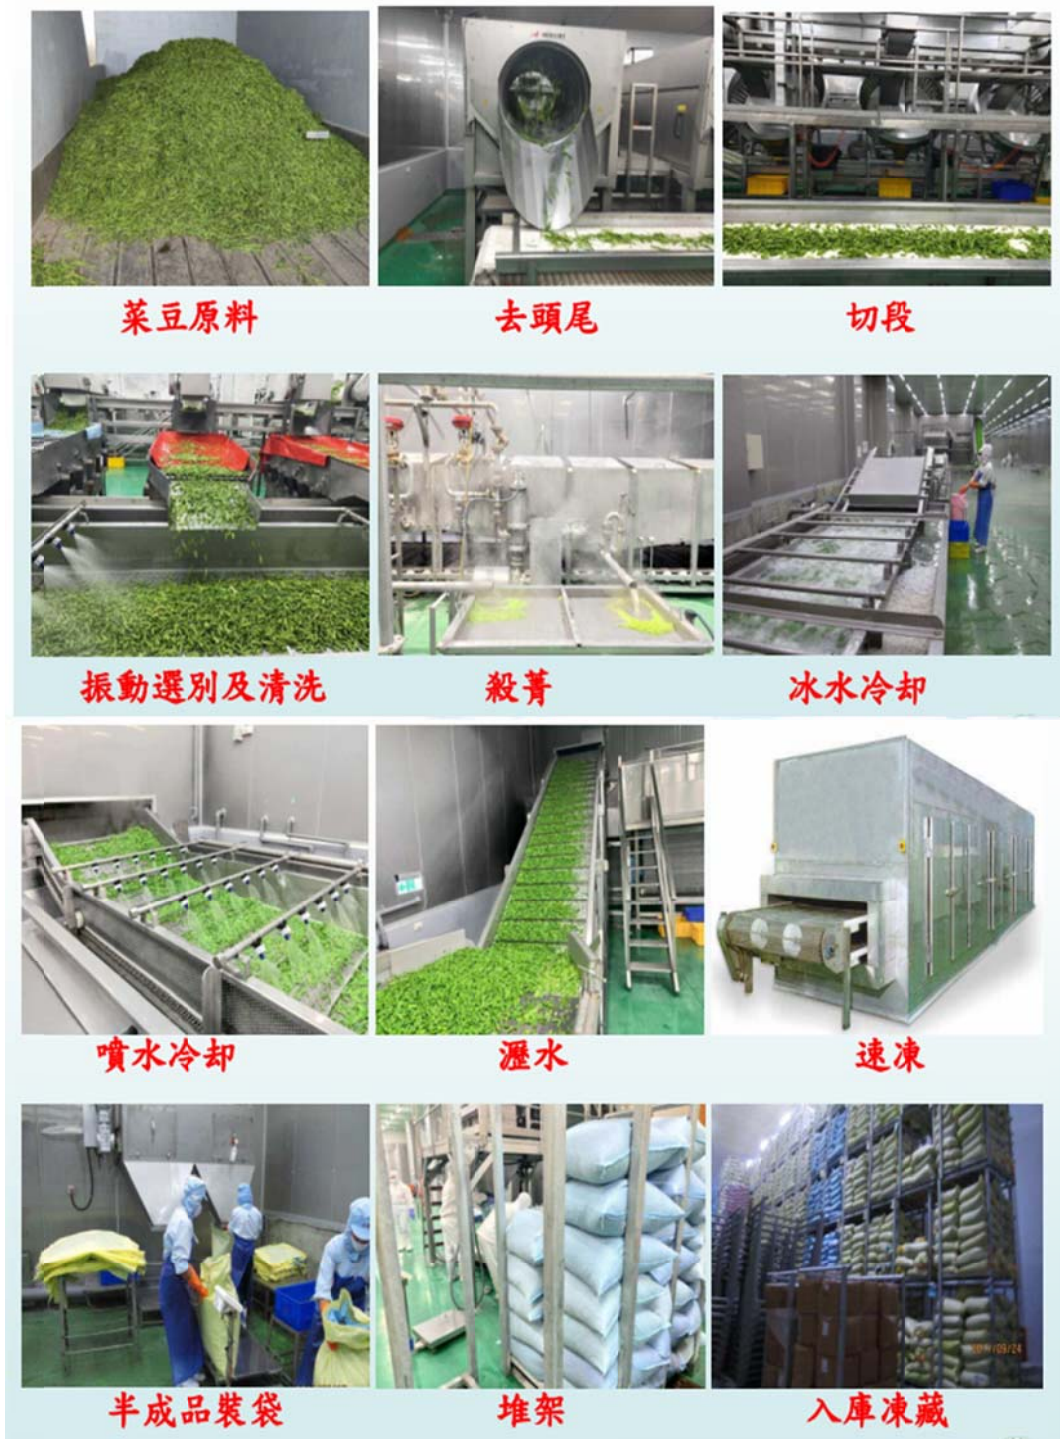 菜豆原料
去頭尾
切段
振動選別及清洗
殺菁
冰水冷却
噴水冷却
瀝水
速凍
半成品裝袋
堆架
入庫凍藏